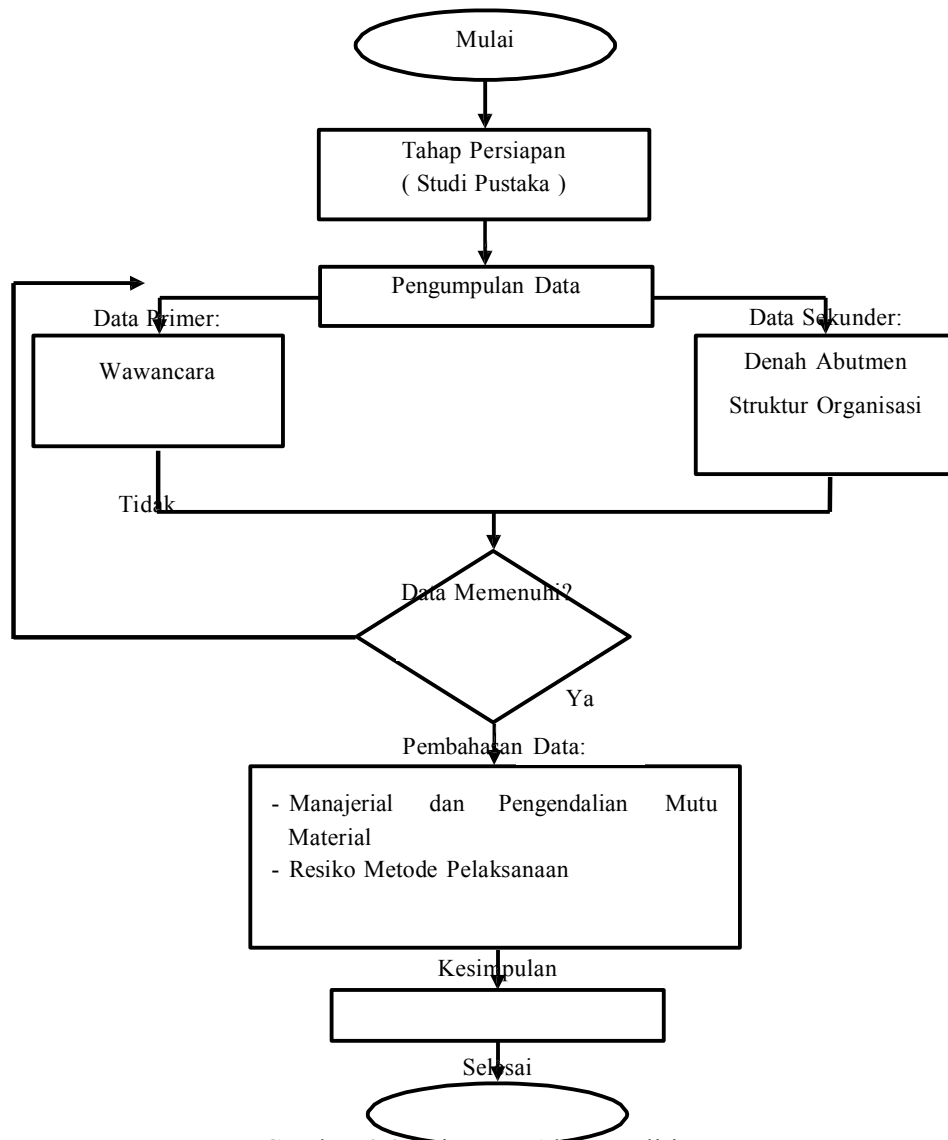 Mulai
Tahap Persiapan
( Studi Pustaka )
Pengumpulan Data
Data Primer:
Data Sekunder:
Wawancara
Denah Abutmen
Struktur Organisasi
Tidak
Data Memenuhi?
Ya
Pembahasan Data:
- Manajerial dan Pengendalian Mutu
Material
- Resiko Metode Pelaksanaan
Kesimpulan
Selesai